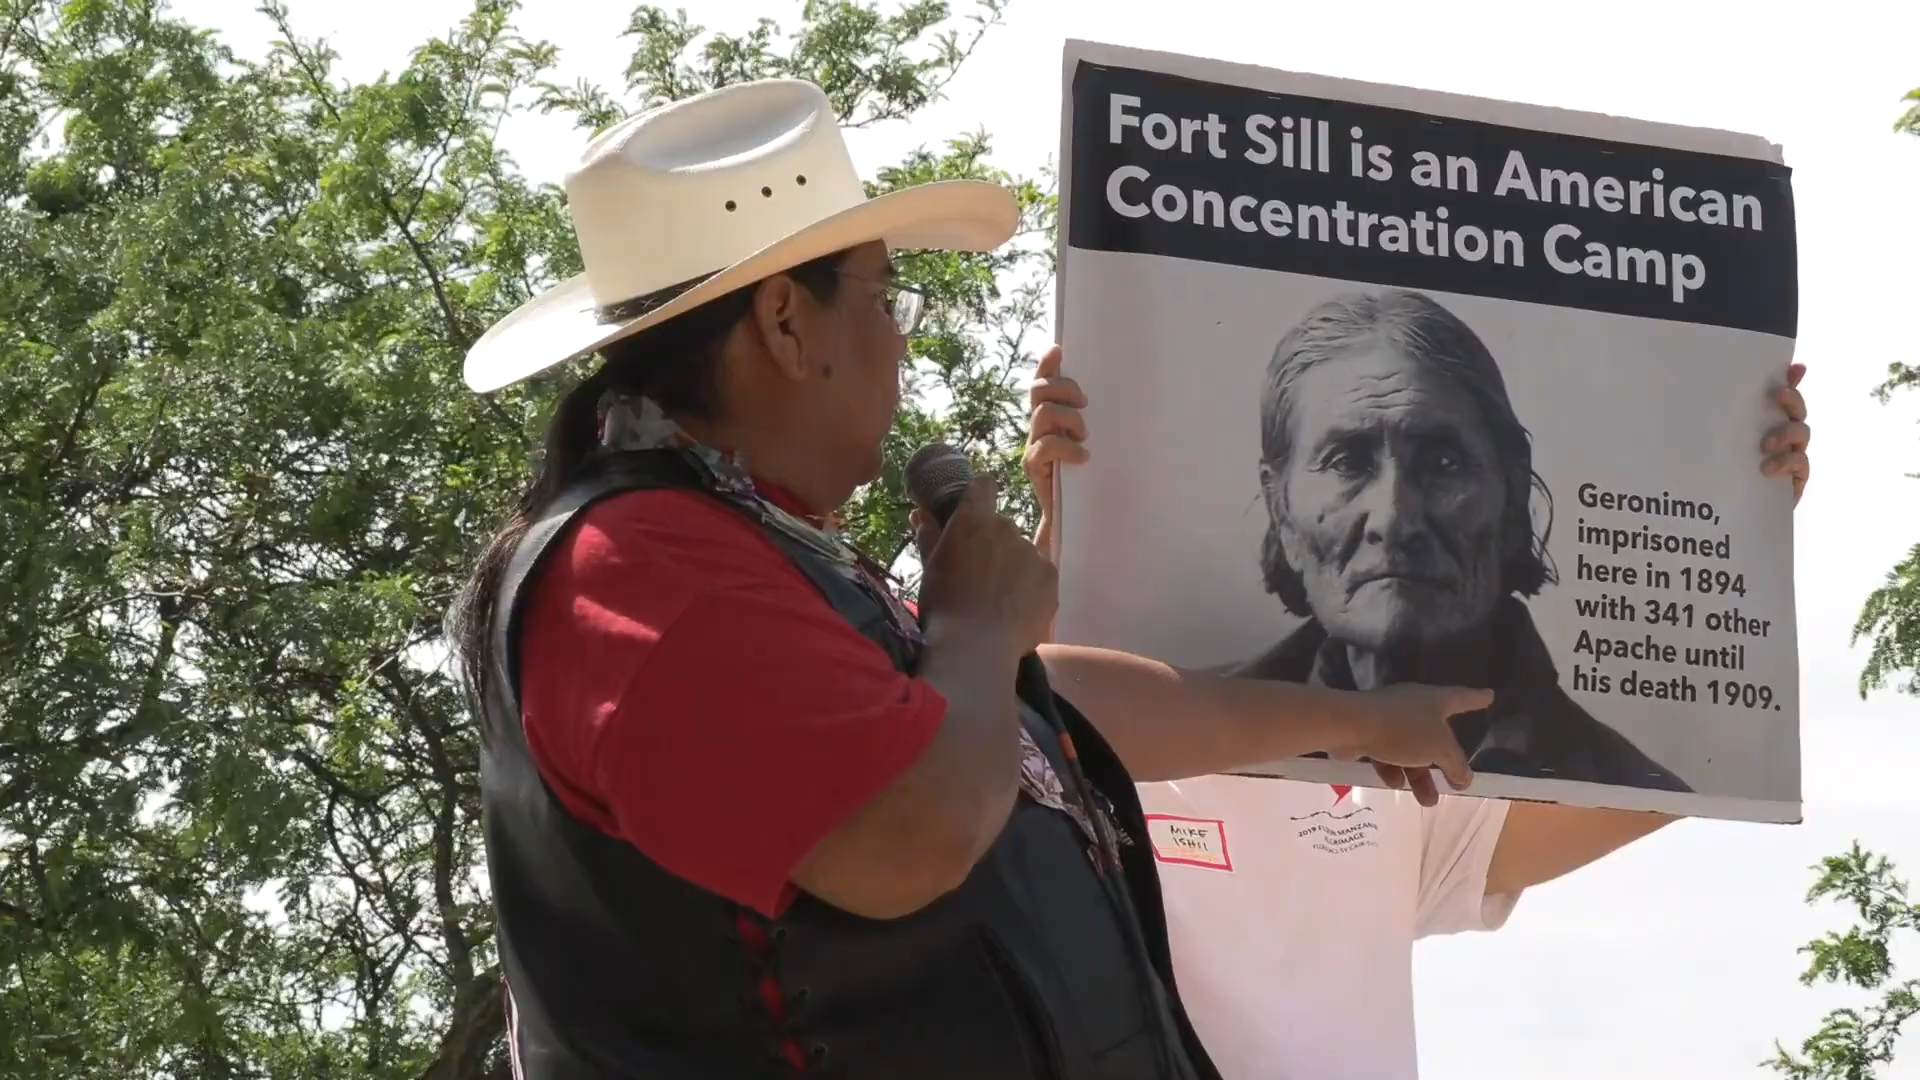 Fort Sill is an American
Concentration Camp
Geronimo,
imprisoned
here in 1894
with 341 other
Apache until
his death 1909.
MIKE
ISHII